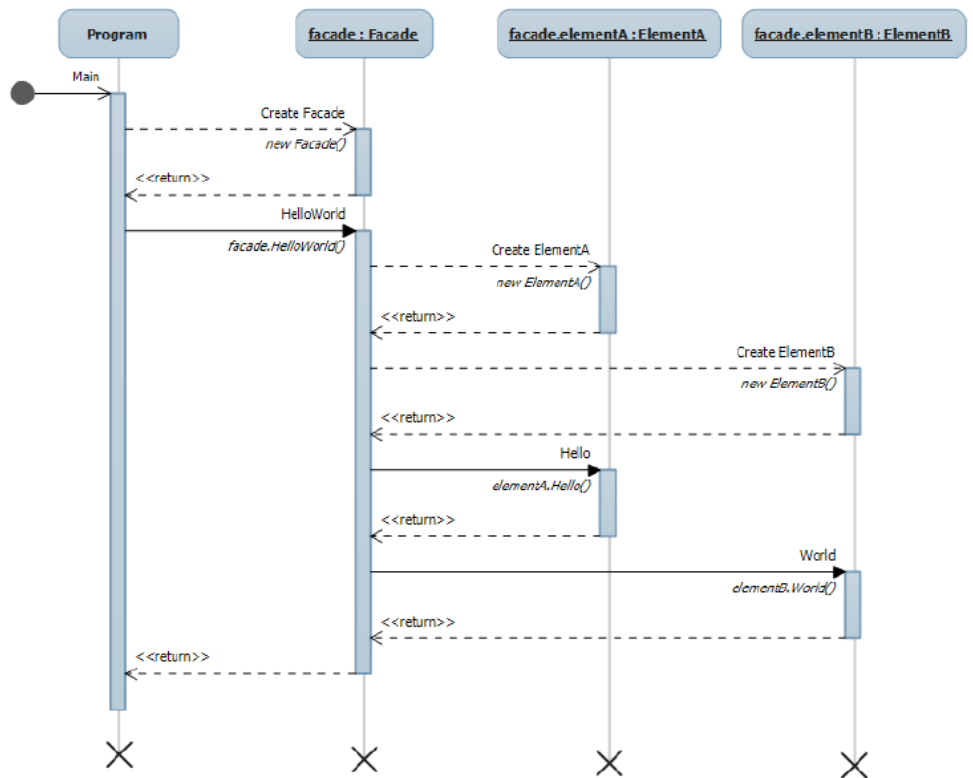 Program
facade : Facade
facade.elementA : ElementA
facade.elementB : ElementB
Main
Create Facade
new Facade()
<<return>>
HelloWorld
facade.HelloWorld()
Create ElementA
new ElementA()
<<return>>
Create ElementB
new ElementB()
<<return>>
Hello
elementA.Hello()
<<return>>
World
elementB.World()
<<return>>
<<return>>